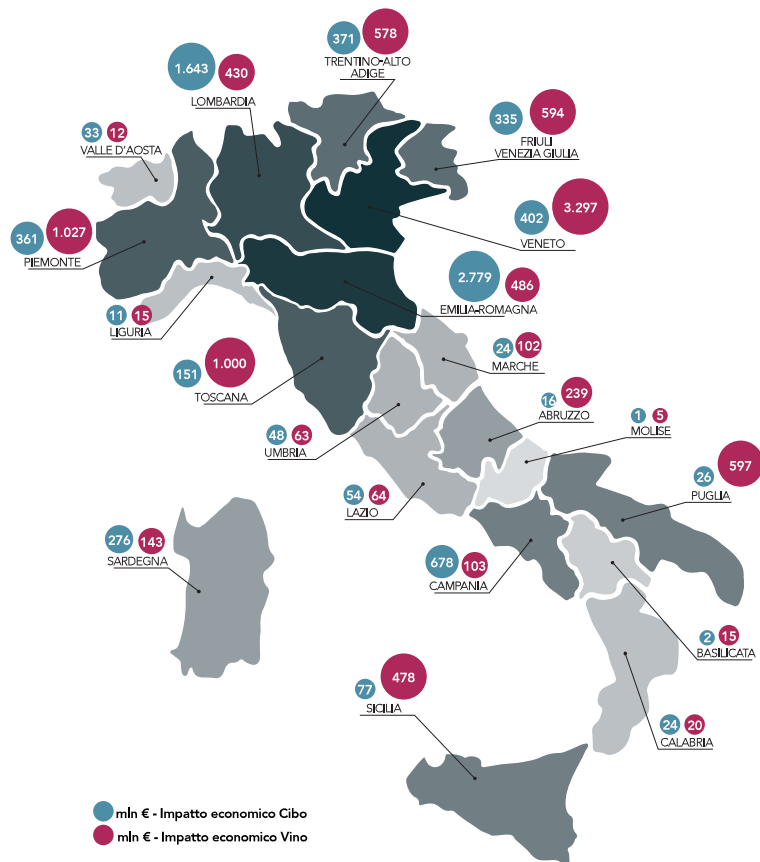 371 578
TRENTINO-ALTO
ADIGE
1.643 430
LOMBARDIA
335 594
FRIULI
VENEZIA GIULIA
33 12
VALLE D'AOSTA
402 3.297
VENETO
361 1.027
PIEMONTE
2.779 486
EMILIA-ROMAGNA
11 15
LIGURIA
24 102
MARCHE
151 1.000
TOSCANA
16 239
ABRUZZO
1 5
MOLISE
48 63
UMBRIA
26 597
PUGLIA
54 64
LAZIO
276 143
SARDEGNA
678 103
CAMPANIA
2 15
BASILICATA
77 478
SICILIA
24 20
CALABRIA
mln € - Impatto economico Cibo
mln € - Impatto economico Vino